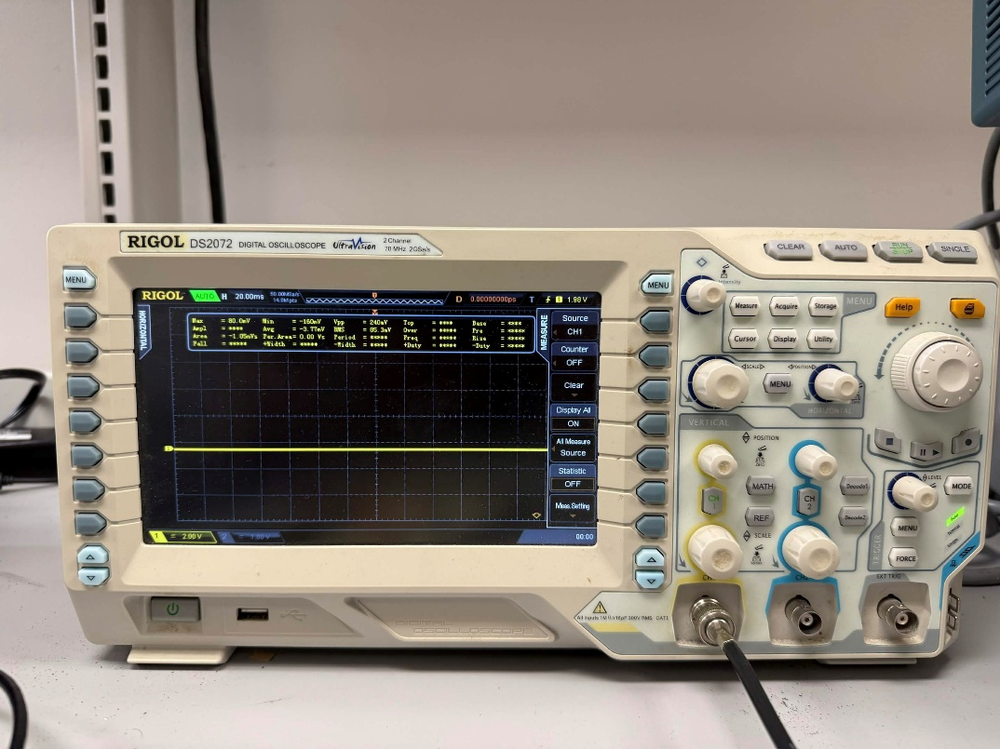 RIGOL DS2072 DIGITAL OSCILLOSCOPE UltraVision 2 Channel
70 MHz 2GSa/s
CLEAR AUTO RUN SINGLE
MENU
MENU
RIGOL AUTO H 20.00ms 50.00MSa/s
14.0Mpts
D 0.00000000ps T 1 1.98 V
HORIZONTAL
Max = 80.0mV Min = -160mV Vpp = 240mV Top = **** Base = ****
Ampl = **** Avg = -3.77mV RMS = 85.3mV Over = ***** Pre = *****
Area = -1.05mVs Per.Area= 0.00 Vs Period = ***** Freq = ***** Rise = *****
Fall = ***** +Width = ***** -Width = ***** +Duty = ***** -Duty = *****
MEASURE
Source
CH1
Counter
OFF
Clear
Display All
ON
All Measure
Source
Statistic
OFF
Meas.Setting
1 = 2.00 V 2 = 1.00 V 00:00
Intensity
Measure Acquire Storage MENU
Cursor Display Utility
Help
SCALE MENU POSITION
HORIZONTAL
VERTICAL
POSITION
CH
1
MATH
CH
2
Decode1
REF
Decode2
SCALE
LEVEL
MODE
MENU
FORCE
TRIGGER
EXT TRIG
All inputs 1M Ω 300V RMS CAT I
DIGITAL
OSCILLOSCOPE